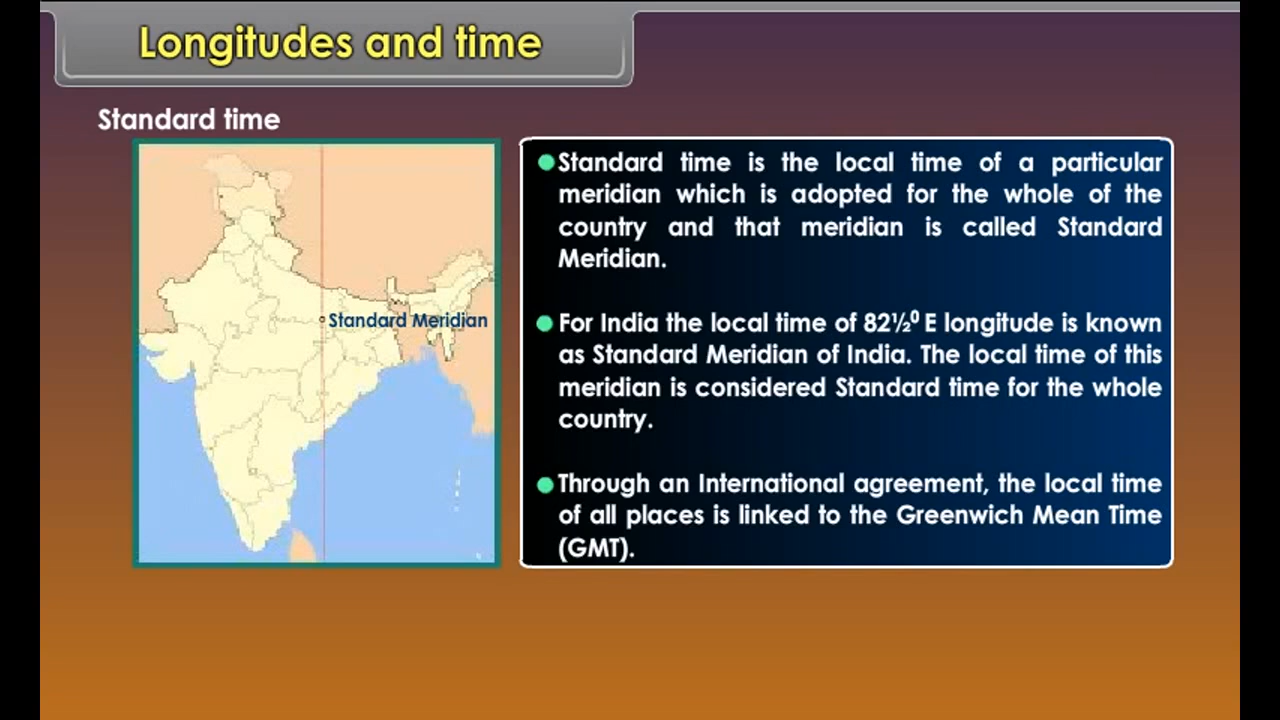 Longitudes and time
Standard time
Standard Meridian
Standard time is the local time of a particular
meridian which is adopted for the whole of the
country and that meridian is called Standard
Meridian.
For India the local time of 82½⁰ E longitude is known
as Standard Meridian of India. The local time of this
meridian is considered Standard time for the whole
country.
Through an International agreement, the local time
of all places is linked to the Greenwich Mean Time
(GMT).